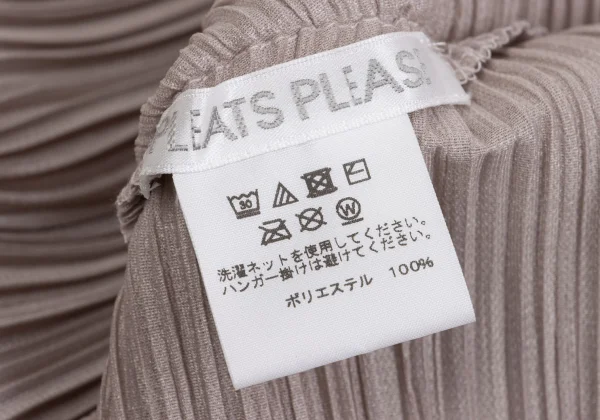 PLEATS PLEAS
30
W
洗濯ネットを使用してください。
ハンガー掛けは避けてください。
ポリエステル 100%